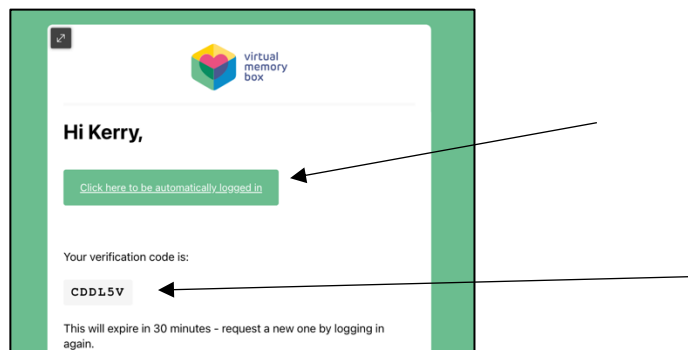 virtual
memory
box
Hi Kerry,
Click here to be automatically logged in
Your verification code is:
CDDL5V
This will expire in 30 minutes - request a new one by logging in
again.